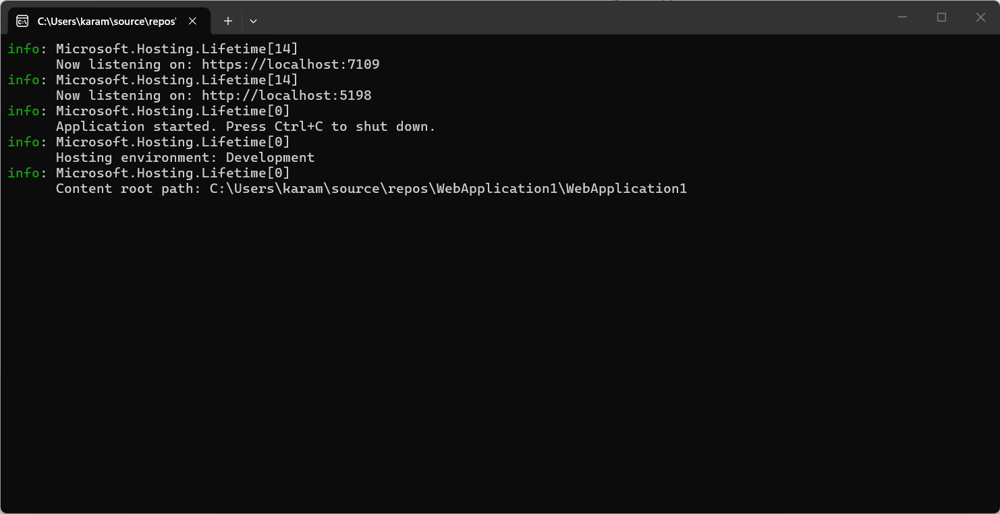 C:\Users\karam\source\repos'
info: Microsoft.Hosting.Lifetime[14]
Now listening on: https://localhost:7109
info: Microsoft.Hosting.Lifetime[14]
Now listening on: http://localhost:5198
info: Microsoft.Hosting.Lifetime[0]
Application started. Press Ctrl+C to shut down.
info: Microsoft.Hosting.Lifetime[0]
Hosting environment: Development
info: Microsoft.Hosting.Lifetime[0]
Content root path: C:\Users\karam\source\repos\WebApplication1\WebApplication1